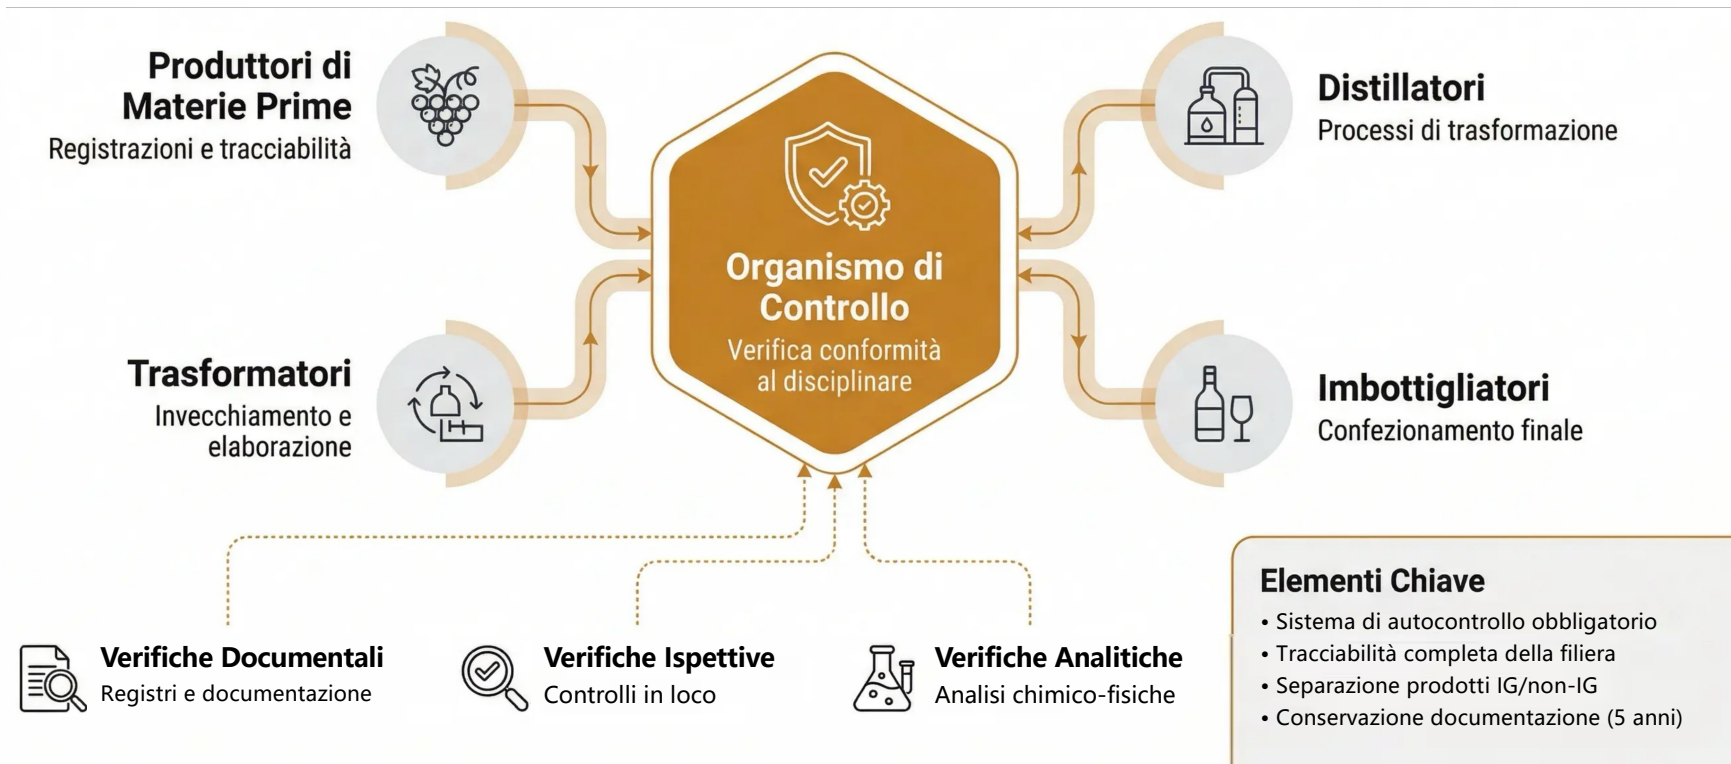 Produttori di
Materie Prime
Registrazioni e tracciabilità
Distillatori
Processi di trasformazione
Organismo di
Controllo
Verifica conformità
al disciplinare
Trasformatori
Invecchiamento e
elaborazione
Imbottigliatori
Confezionamento finale
Verifiche Documentali
Registri e documentazione
Verifiche Ispettive
Controlli in loco
Verifiche Analitiche
Analisi chimico-fisiche
Elementi Chiave
• Sistema di autocontrollo obbligatorio
• Tracciabilità completa della filiera
• Separazione prodotti IG/non-IG
• Conservazione documentazione (5 anni)